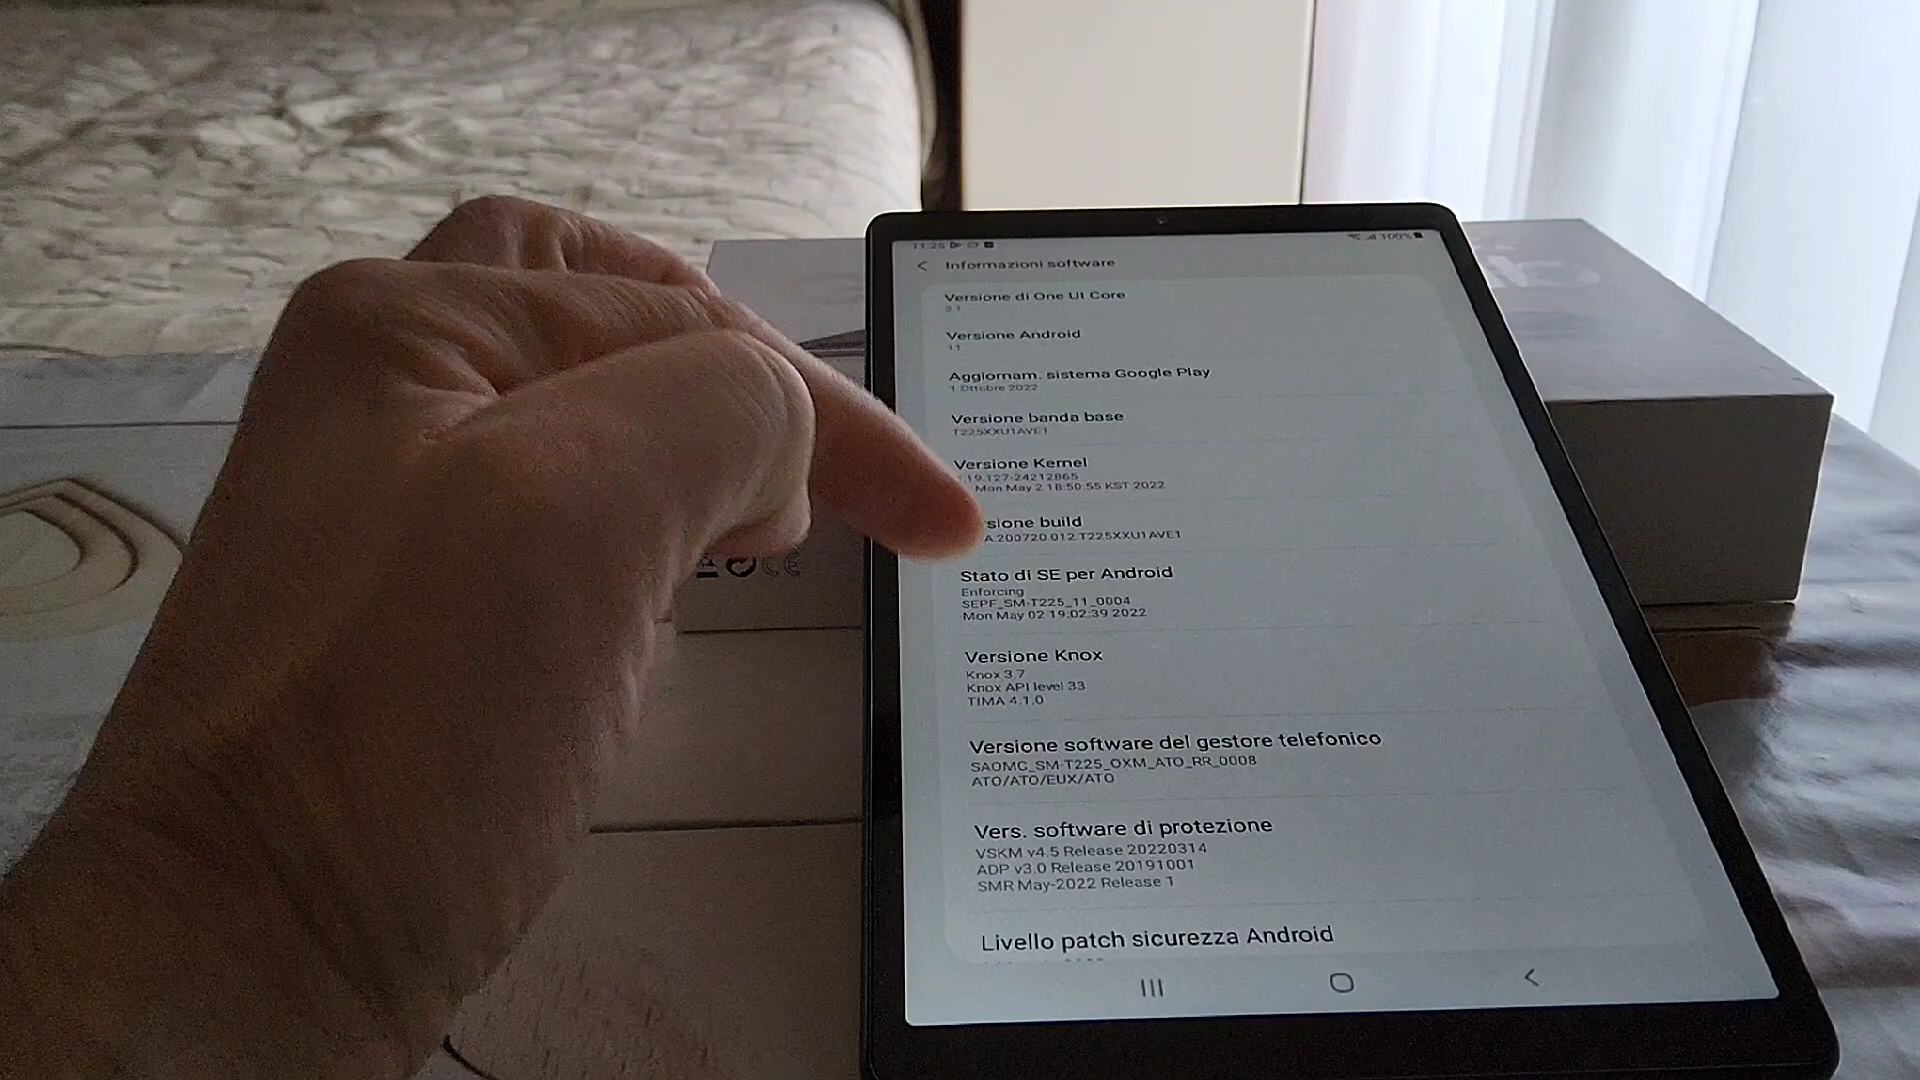 11:25
100%
Informazioni software
Versione di One UI Core
3.1
Versione Android
11
Aggiornam. sistema Google Play
1 Ottobre 2022
Versione banda base
T225XXU1AVE1
Versione Kernel
.19.127-24212865
Mon May 2 18:50:55 KST 2022
sione build
A.200720.012.T225XXU1AVE1
Stato di SE per Android
Enforcing
SEPF_SM-T225_11_0004
Mon May 02 19:02:39 2022
Versione Knox
Knox 3.7
Knox API level 33
TIMA 4.1.0
Versione software del gestore telefonico
SAOMC_SM-T225_OXM_ATO_RR_0008
ATO/ATO/EUX/ATO
Vers. software di protezione
VSKM v4.5 Release 20220314
ADP v3.0 Release 20191001
SMR May-2022 Release 1
Livello patch sicurezza Android